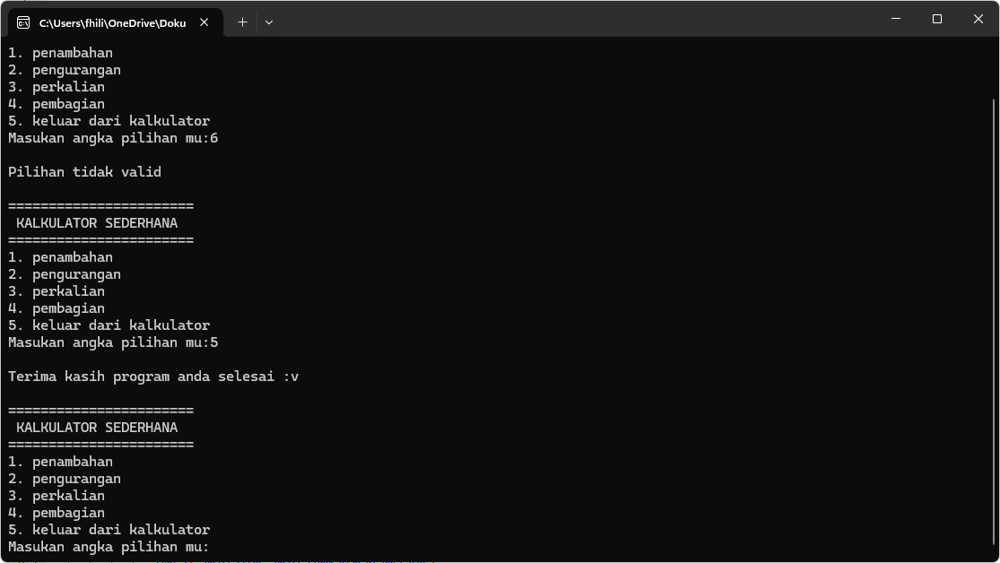 C:\Users\fhili\OneDrive\Doku
1. penambahan
2. pengurangan
3. perkalian
4. pembagian
5. keluar dari kalkulator
Masukan angka pilihan mu:6
Pilihan tidak valid
=======================
KALKULATOR SEDERHANA
=======================
1. penambahan
2. pengurangan
3. perkalian
4. pembagian
5. keluar dari kalkulator
Masukan angka pilihan mu:5
Terima kasih program anda selesai :v
=======================
KALKULATOR SEDERHANA
=======================
1. penambahan
2. pengurangan
3. perkalian
4. pembagian
5. keluar dari kalkulator
Masukan angka pilihan mu: